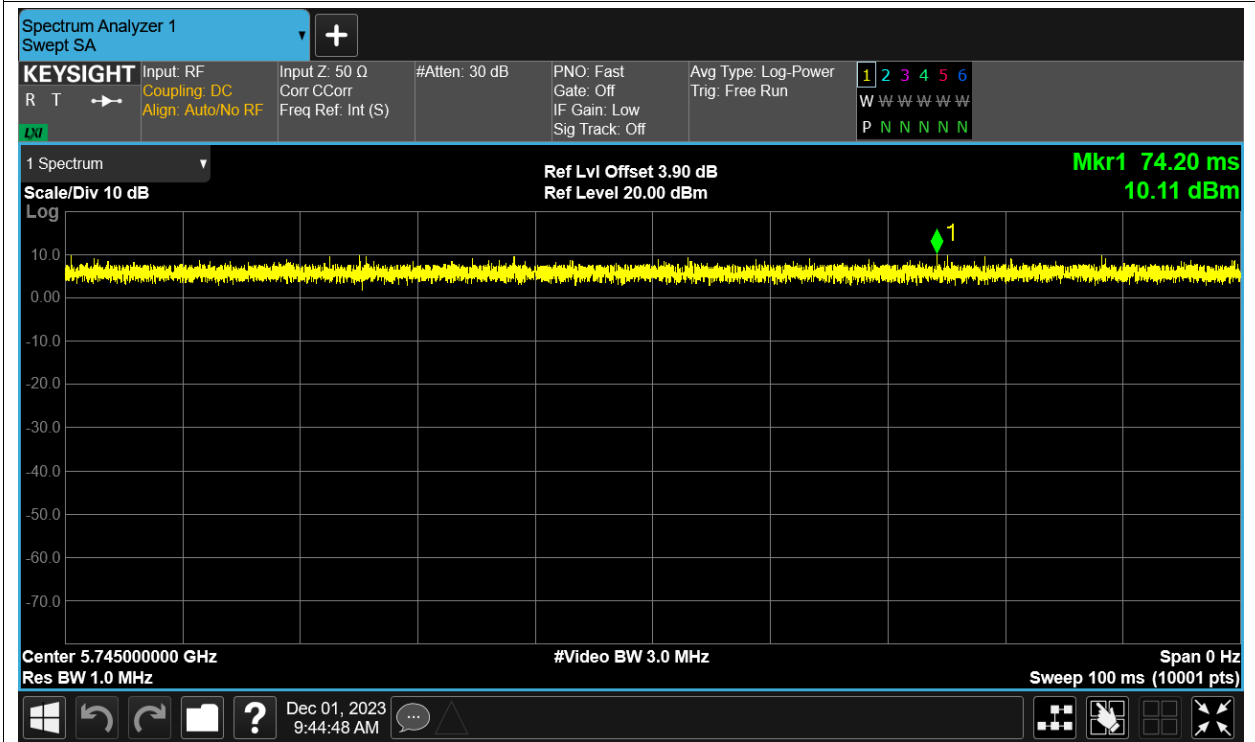 Spectrum Analyzer 1
Swept SA
KEYSIGHT
R T
LXI
Input: RF
Coupling: DC
Align: Auto/No RF
Input Z: 50 Ω
Corr CCorr
Freq Ref: Int (S)
#Atten: 30 dB
PNO: Fast
Gate: Off
IF Gain: Low
Sig Track: Off
Avg Type: Log-Power
Trig: Free Run
1 2 3 4 5 6
W W W W W W
P N N N N N
1 Spectrum
Scale/Div 10 dB
Log
Ref Lvl Offset 3.90 dB
Ref Level 20.00 dBm
Mkr1 74.20 ms
10.11 dBm
1
10.0
0.00
-10.0
-20.0
-30.0
-40.0
-50.0
-60.0
-70.0
Center 5.745000000 GHz
#Video BW 3.0 MHz
Span 0 Hz
Res BW 1.0 MHz
Sweep 100 ms (10001 pts)
?
Dec 01, 2023
9:44:48 AM